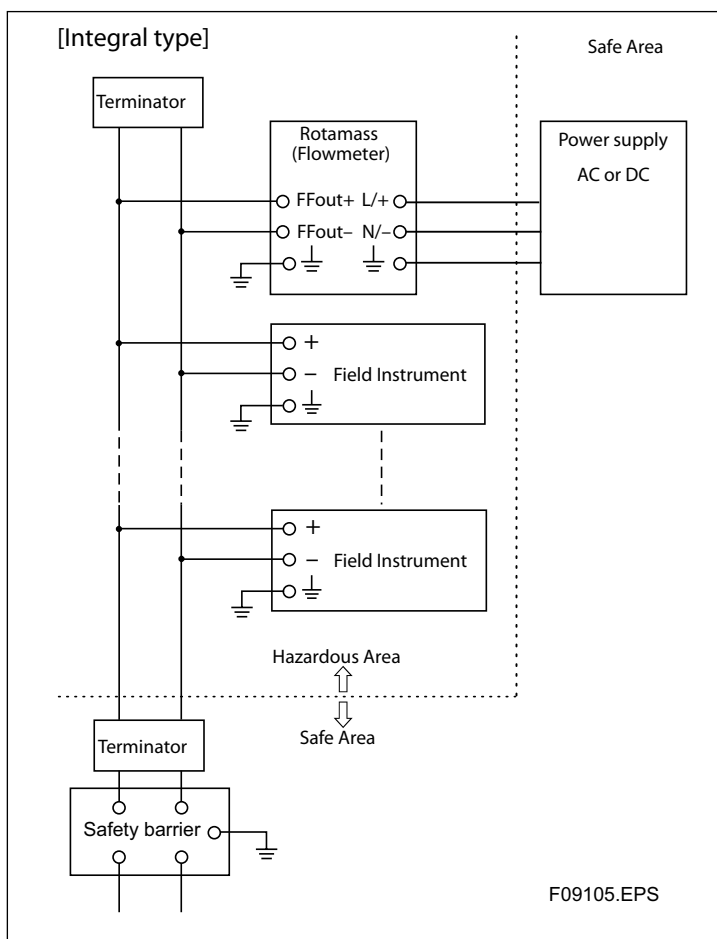 [Integral type]
Safe Area
Terminator
Rotamass
(Flowmeter)
Power supply
AC or DC
FFout+ L/+
FFout– N/–
+
– Field Instrument
+
– Field Instrument
Hazardous Area
Safe Area
Terminator
Safety barrier
F09105.EPS